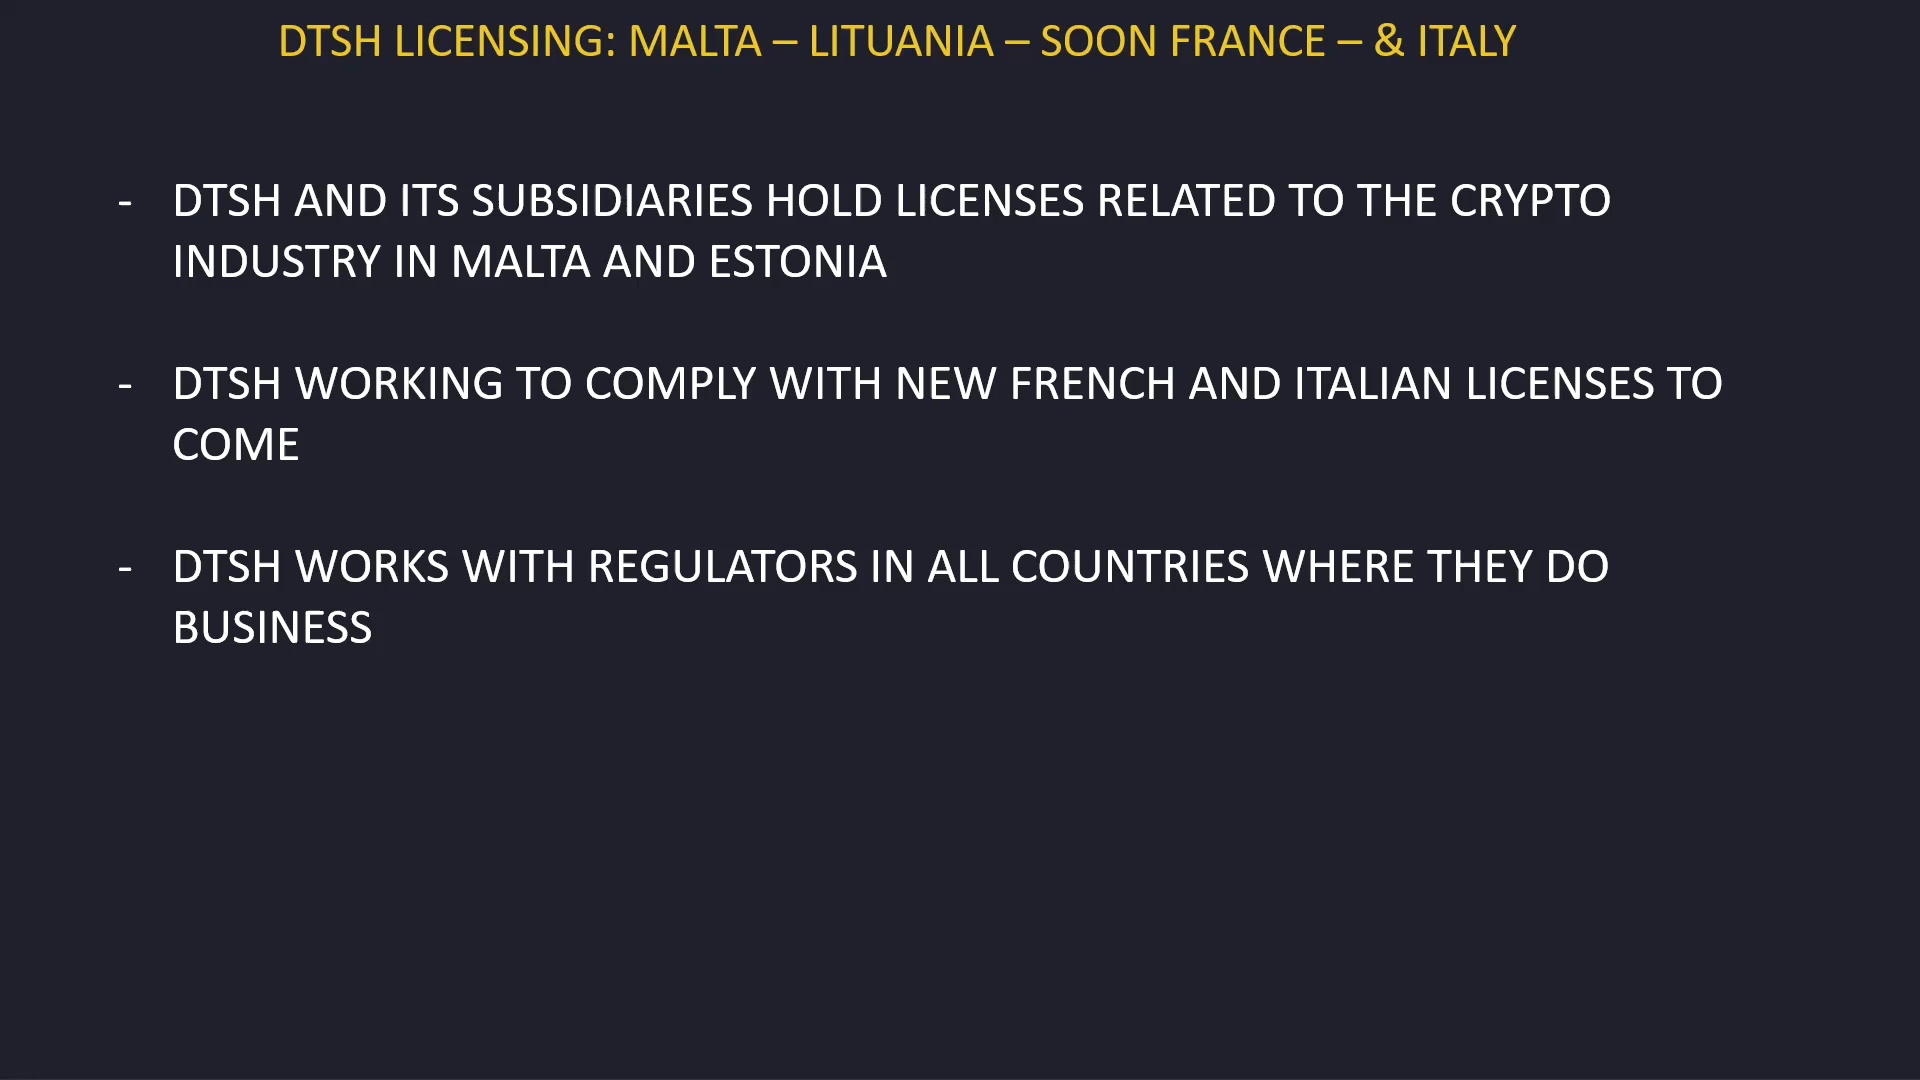 DTSH LICENSING: MALTA – LITUANIA – SOON FRANCE – & ITALY
- DTSH AND ITS SUBSIDIARIES HOLD LICENSES RELATED TO THE CRYPTO
INDUSTRY IN MALTA AND ESTONIA
- DTSH WORKING TO COMPLY WITH NEW FRENCH AND ITALIAN LICENSES TO
COME
- DTSH WORKS WITH REGULATORS IN ALL COUNTRIES WHERE THEY DO
BUSINESS